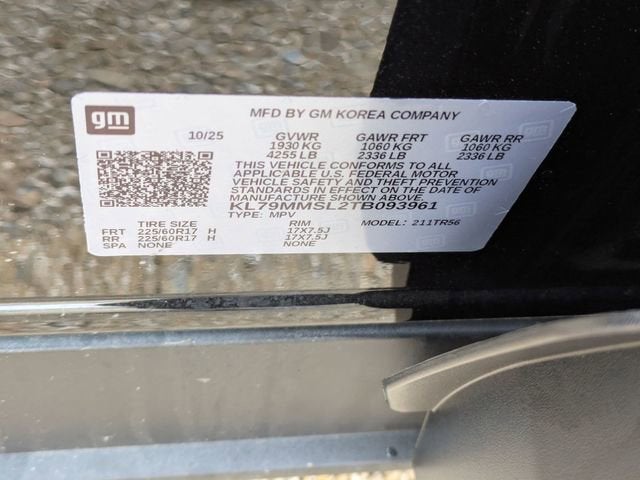 gm
MFD BY GM KOREA COMPANY
10/25 GVWR GAWR FRT GAWR RR
1930 KG 1060 KG 1060 KG
4255 LB 2336 LB 2336 LB
THIS VEHICLE CONFORMS TO ALL
APPLICABLE U.S. FEDERAL MOTOR
VEHICLE SAFETY AND THEFT PREVENTION
STANDARDS IN EFFECT ON THE DATE OF
MANUFACTURE SHOWN ABOVE.
KL79MMSL2TB093961
TYPE: MPV MODEL: 211TR56
TIRE SIZE RIM
FRT 225/60R17 H 17X7.5J
RR 225/60R17 H 17X7.5J
SPA NONE NONE